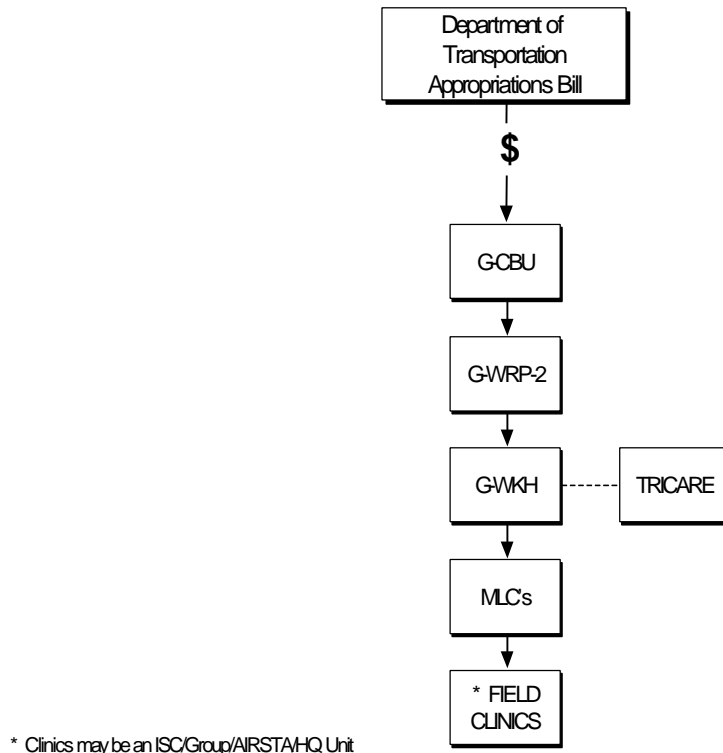 Department of
Transportation
Appropriations Bill
$
G-CBU
G-WRP-2
G-WKH
TRICARE
MLC's
* FIELD
CLINICS
* Clinics may be an ISC/Group/AIRSTA/HQ Unit